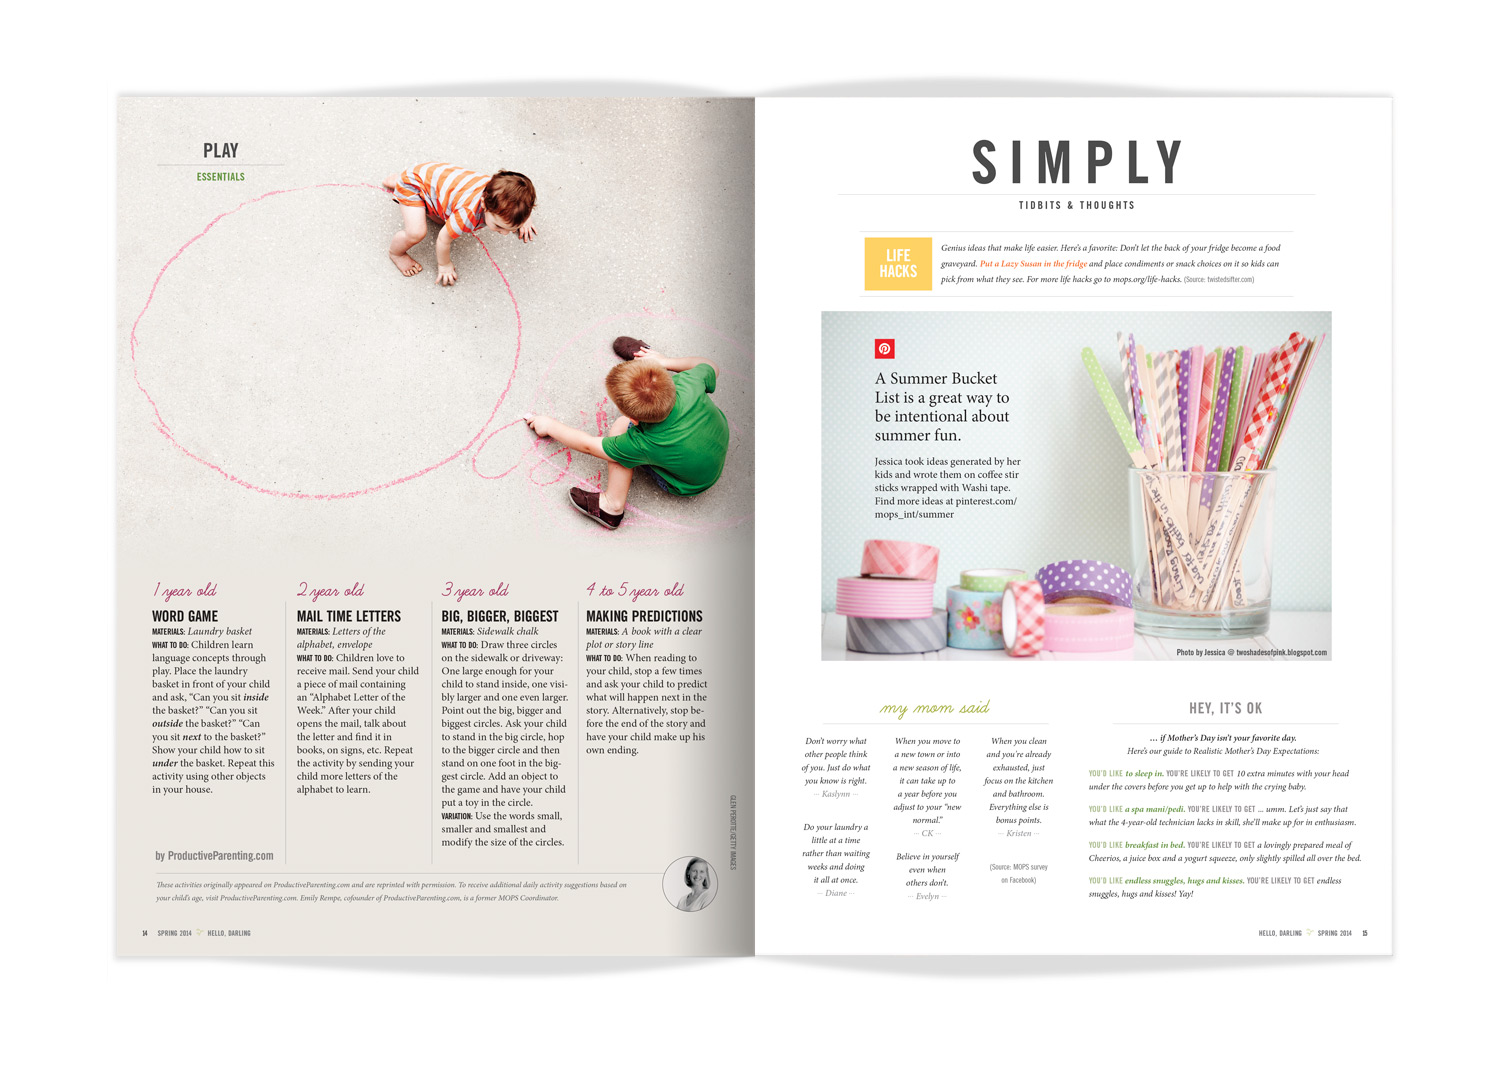 PLAY
ESSENTIALS
1 year old
WORD GAME
MATERIALS: Laundry basket
WHAT TO DO: Children learn
language concepts through
play. Place the laundry
basket in front of your child
and ask, “Can you sit inside
the basket?” “Can you sit
outside the basket?” “Can
you sit next to the basket?”
Show your child how to sit
under the basket. Repeat this
activity using other objects
in your house.
by ProductiveParenting.com
2 year old
MAIL TIME LETTERS
MATERIALS: Letters of the
alphabet, envelope
WHAT TO DO: Children love to
receive mail. Send your child
a piece of mail containing
an “Alphabet Letter of the
Week.” After your child
opens the mail, talk about
the letter and find it in
books, on signs, etc. Repeat
the activity by sending your
child more letters of the
alphabet to learn.
3 year old
BIG, BIGGER, BIGGEST
MATERIALS: Sidewalk chalk
WHAT TO DO: Draw three circles
on the sidewalk or driveway:
One large enough for your
child to stand inside, one visi-
bly larger and one even larger.
Point out the big, bigger and
biggest circles. Ask your child
to stand in the big circle, hop
to the bigger circle and then
stand on one foot in the big-
gest circle. Add an object to
the game and have your child
put a toy in the circle.
VARIATION: Use the words small,
smaller and smallest and
modify the size of the circles.
4 to 5 year old
MAKING PREDICTIONS
MATERIALS: A book with a clear
plot or story line
WHAT TO DO: When reading to
your child, stop a few times
and ask your child to predict
what will happen next in the
story. Alternatively, stop be-
fore the end of the story and
have your child make up his
own ending.
GLEN PERSTIE/GETTY IMAGES
These activities originally appeared on ProductiveParenting.com and are reprinted with permission. To receive additional daily activity suggestions based on
your child's age, visit ProductiveParenting.com. Emily Rempe, cofounder of ProductiveParenting.com, is a former MOPS Coordinator.
14 SPRING 2014 HELLO, DARLING
SIMPLY
TIDBITS & THOUGHTS
LIFE
HACKS
Genius ideas that make life easier. Here's a favorite: Don't let the back of your fridge become a food
graveyard. Put a Lazy Susan in the fridge and place condiments or snack choices on it so kids can
pick from what they see. For more life hacks go to mops.org/life-hacks. (Source: twistedsifter.com)
A Summer Bucket
List is a great way to
be intentional about
summer fun.
Jessica took ideas generated by her
kids and wrote them on coffee stir
sticks wrapped with Washi tape.
Find more ideas at pinterest.com/
mops_int/summer
Photo by Jessica @ twoshadesofpink.blogspot.com
my mom said
Don't worry what
other people think
of you. Just do what
you know is right.
– Kaslynn –
Do your laundry a
little at a time
rather than waiting
weeks and doing
it all at once.
– Diane –
When you move to
a new town or into
a new season of life,
it can take up to
a year before you
adjust to your “new
normal.”
– CK –
Believe in yourself
even when
others don't.
– Evelyn –
When you clean
and you're already
exhausted, just
focus on the kitchen
and bathroom.
Everything else is
bonus points.
– Kristen –
(Source: MOPS survey
on Facebook)
HEY, IT'S OK
... if Mother's Day isn't your favorite day.
Here's our guide to Realistic Mother's Day Expectations:
YOU'D LIKE to sleep in. YOU'RE LIKELY TO GET 10 extra minutes with your head
under the covers before you get up to help with the crying baby.
YOU'D LIKE a spa mani/pedi. YOU'RE LIKELY TO GET ... umm. Let's just say that
what the 4-year-old technician lacks in skill, she'll make up for in enthusiasm.
YOU'D LIKE breakfast in bed. YOU'RE LIKELY TO GET a lovingly prepared meal of
Cheerios, a juice box and a yogurt squeeze, only slightly spilled all over the bed.
YOU'D LIKE endless snuggles, hugs and kisses. YOU'RE LIKELY TO GET endless
snuggles, hugs and kisses! Yay!
HELLO, DARLING SPRING 2014 15